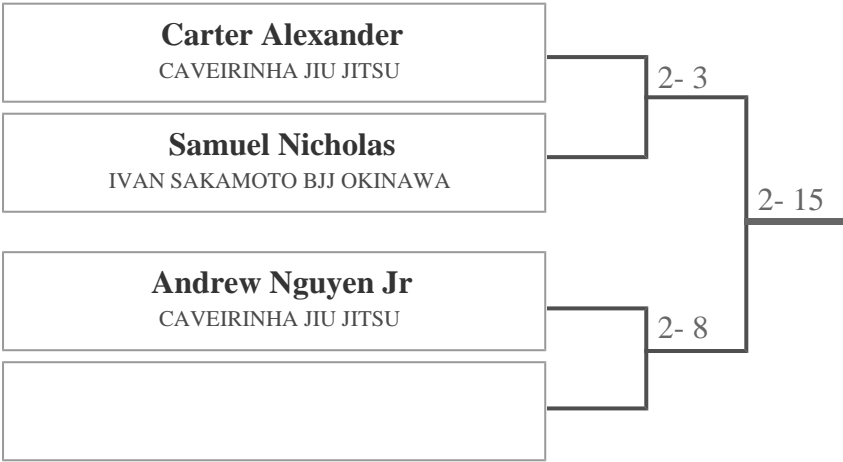 Carter Alexander
CAVEIRINHA JIU JITSU
2- 3
Samuel Nicholas
IVAN SAKAMOTO BJJ OKINAWA
2- 15
Andrew Nguyen Jr
CAVEIRINHA JIU JITSU
2- 8